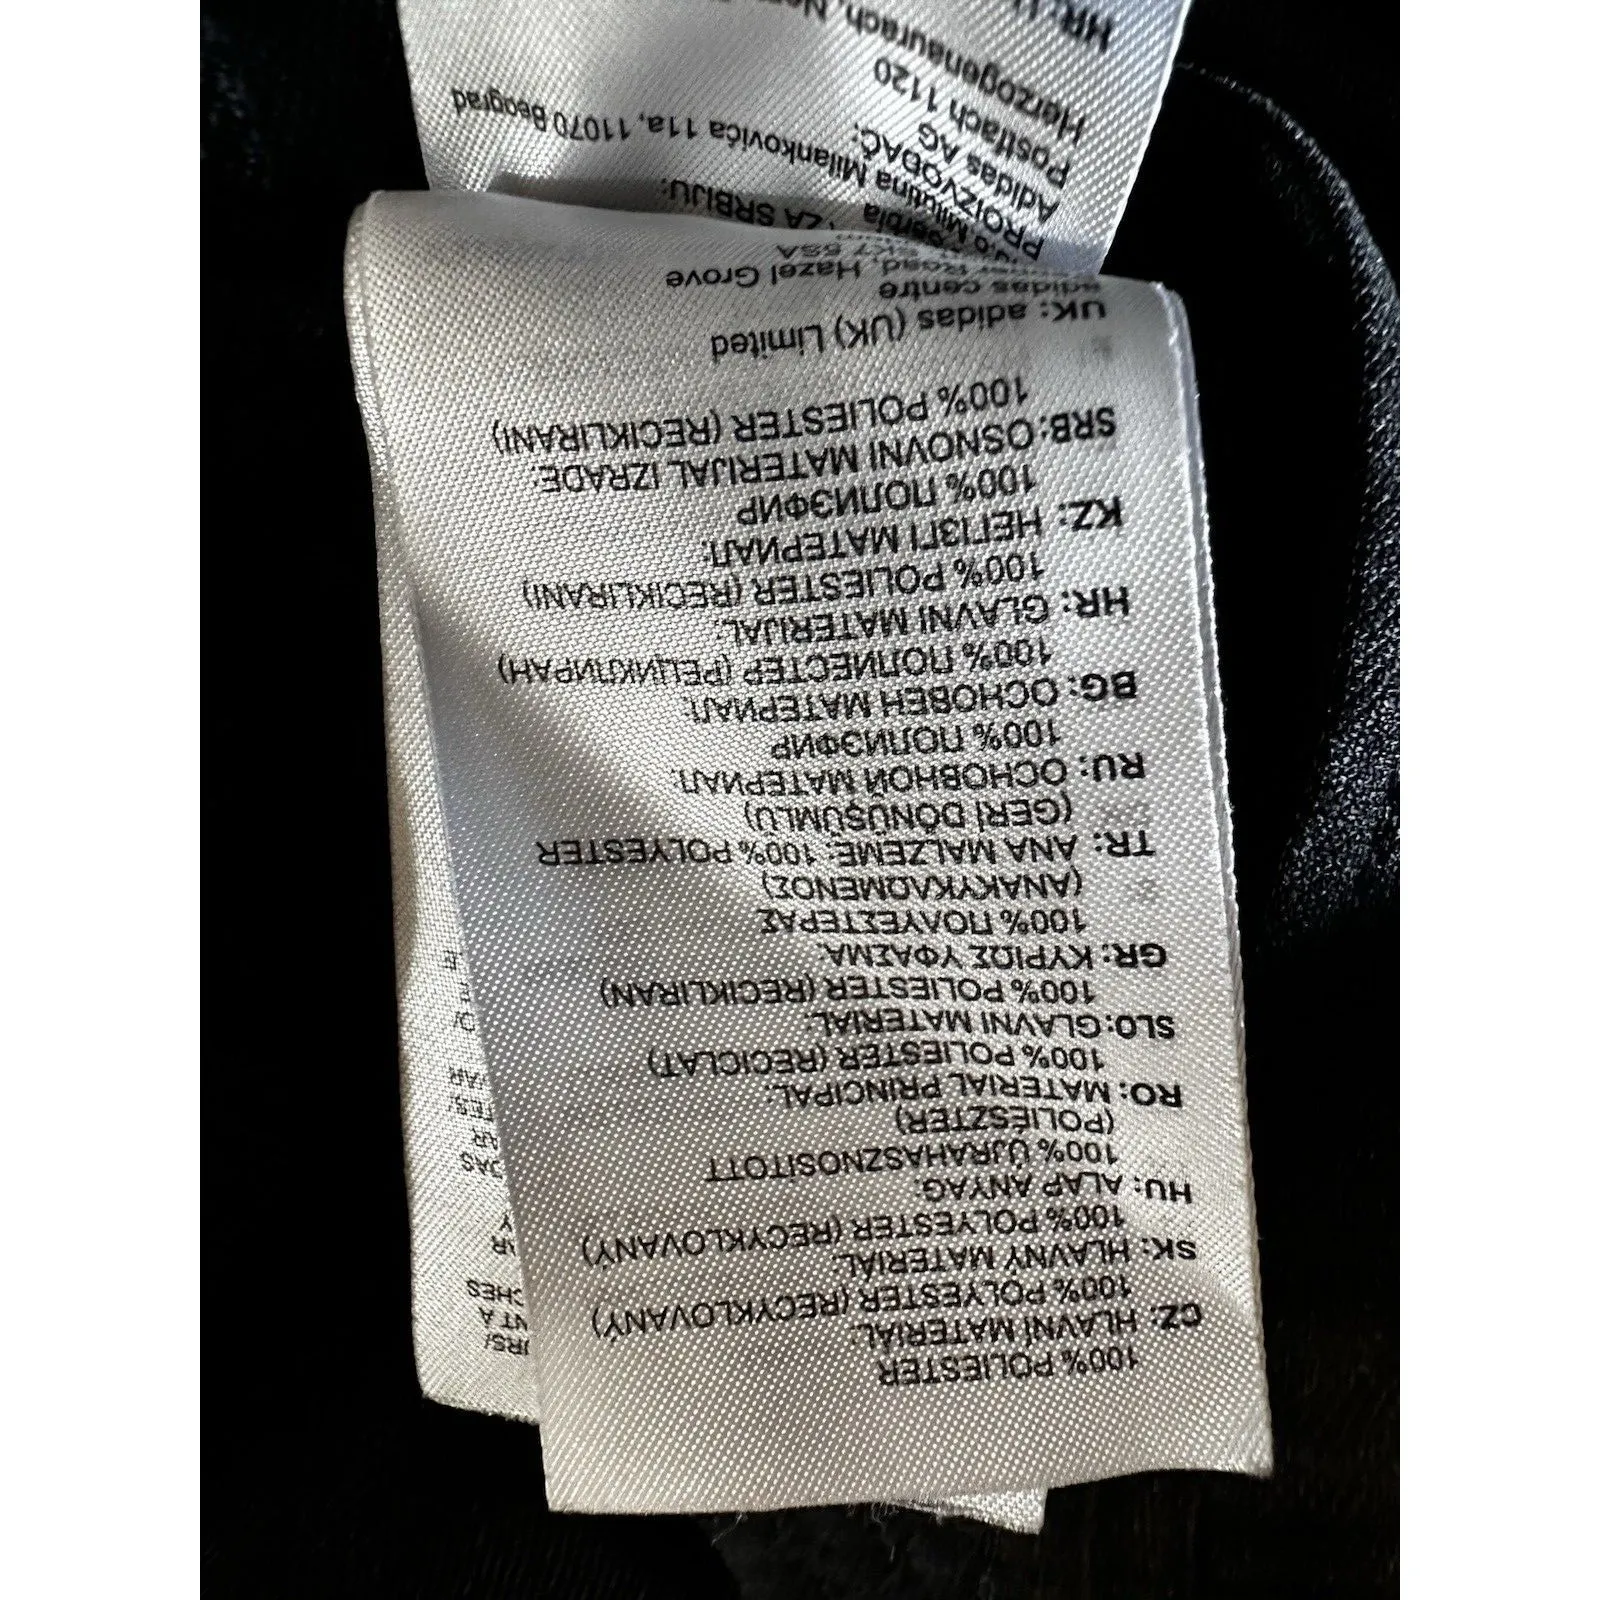 100% POLIESTER
CZ: HLAVNÍ MATERIÁL:
100% POLYESTER (RECYKLOVANÝ)
SK: HLAVNÝ MATERIÁL:
100% POLYESTER (RECYKLOVANÝ)
HU: ALAP ANYAG:
100% ÚJRAHASZNOSÍTOTT
(POLIÉSZTER)
RO: MATERIAL PRINCIPAL:
100% POLIESTER (RECICLAT)
SLO: GLAVNI MATERIAL:
100% POLIESTER (RECIKLIRAN)
GR: ΚΥΡΙΩΣ ΥΦΑΣΜΑ:
100% ΠΟΛΥΕΣΤΕΡΑΣ
(ΑΝΑΚΥΚΛΩΜΕΝΟΣ)
TR: ANA MALZEME: 100% POLYESTER
(GERİ DÖNÜŞÜMLÜ)
RU: ОСНОВНОЙ МАТЕРИАЛ:
100% ПОЛИЭФИР
BG: ОСНОВЕН МАТЕРИАЛ:
100% ПОЛИЕСТЕР (РЕЦИКЛИРАН)
HR: GLAVNI MATERIJAL:
100% POLIESTER (RECIKLIRANI)
KZ: НЕГІЗГІ МАТЕРИАЛ:
100% ПОЛИЭФИР
SRB: OSNOVNI MATERIJAL IZRADE:
100% POLIESTER (RECIKLIRANI)
UK: adidas (UK) Limited
adidas centre
Road, Hazel Grove
SK7 5SA
ZA SRBIJU:
Milutina Milankovića 11a, 11070 Beograd
PROIZVOĐAČ:
Adidas AG
Postfach 1120
Herzogenaurach,
HR: